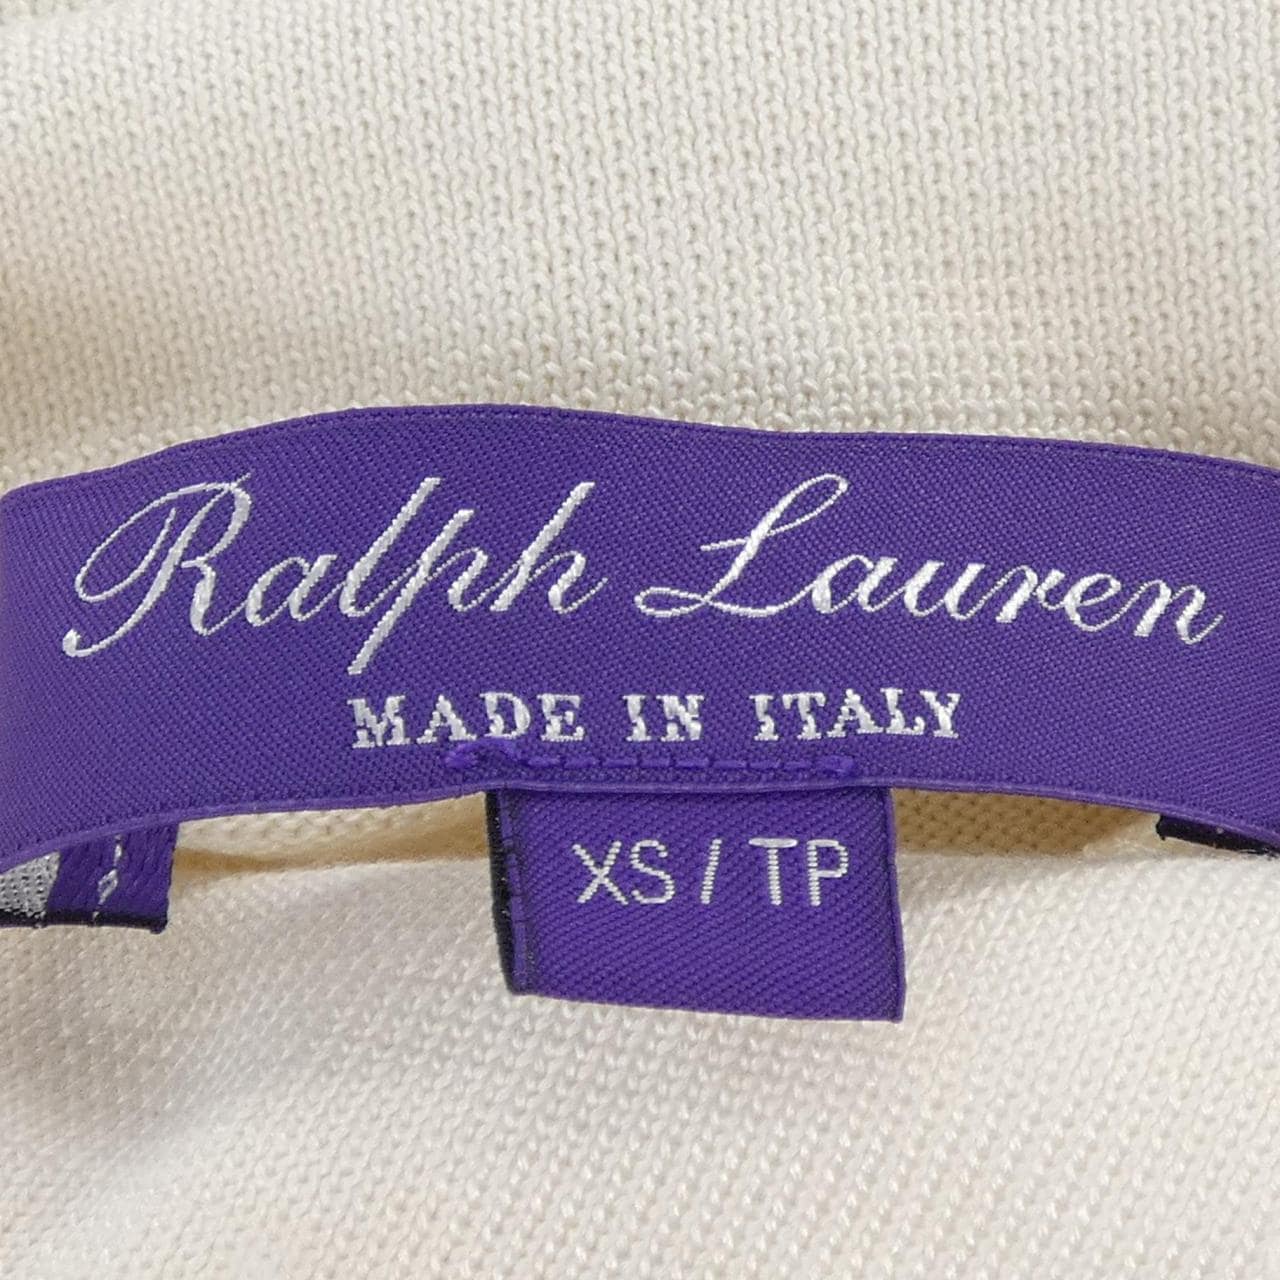 Ralph Lauren
MADE IN ITALY
XS / TP